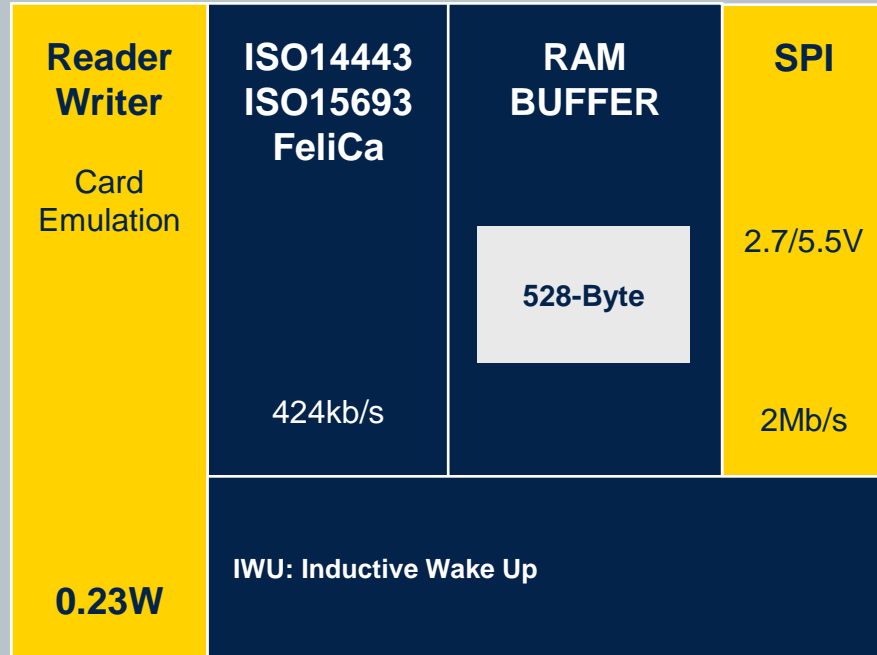 Reader
Writer
Card
Emulation
0.23W
ISO14443
ISO15693
FeliCa
424kb/s
RAM
BUFFER
528-Byte
SPI
2.7/5.5V
2Mb/s
IWU: Inductive Wake Up